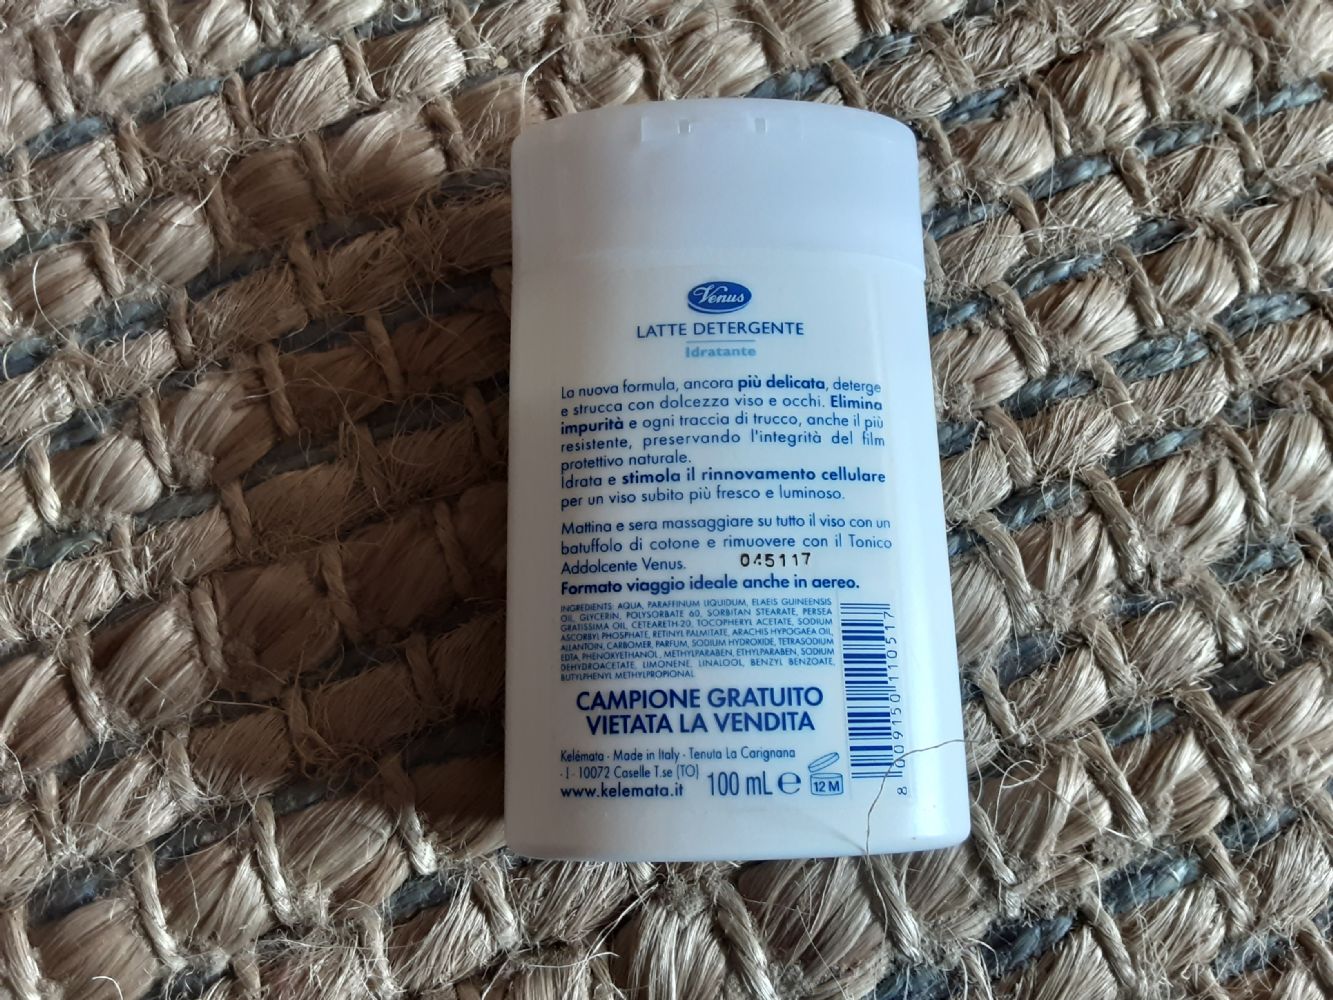 Venus
LATTE DETERGENTE
Idratante
La nuova formula, ancora più delicata, deterge
e strucca con dolcezza viso e occhi. Elimina
impurità e ogni traccia di trucco, anche il più
resistente, preservando l'integrità del film
protettivo naturale.
Idrata e stimola il rinnovamento cellulare
per un viso subito più fresco e luminoso.
Mattina e sera massaggiare su tutto il viso con un
batuffolo di cotone e rimuovere con il Tonico
Addolcente Venus. 045117
Formato viaggio ideale anche in aereo.
INGREDIENTS: AQUA, PARAFFINUM LIQUIDUM, ELAEIS GUINEENSIS
OIL, GLYCERIN, POLYSORBATE 60, SORBITAN STEARATE, PERSEA
GRATISSIMA OIL, CETEARETH-20, TOCOPHERYL ACETATE, SODIUM
ASCORBYL PHOSPHATE, RETINYL PALMITATE, ARACHIS HYPOGAEA OIL,
ALLANTOIN, CARBOMER, PARFUM, SODIUM HYDROXIDE, TETRASODIUM
EDTA, PHENOXYETHANOL, METHYLPARABEN, ETHYLPARABEN, SODIUM
DEHYDROACETATE, LIMONENE, LINALOOL, BENZYL BENZOATE,
BUTYLPHENYL METHYLPROPIONAL
CAMPIONE GRATUITO
VIETATA LA VENDITA
Kelémata - Made in Italy - Tenuta La Carignana
- I - 10072 Caselle T.se (TO)
www.kelemata.it 100 mL e 12 M
8 009150 110517